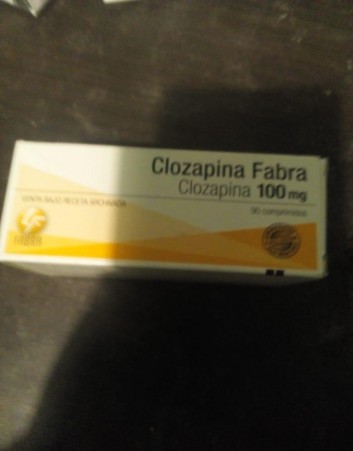 Clozapina Fabra
Clozapina 100 mg
VENTA BAJO RECETA ARCHIVADA
90 comprimidos